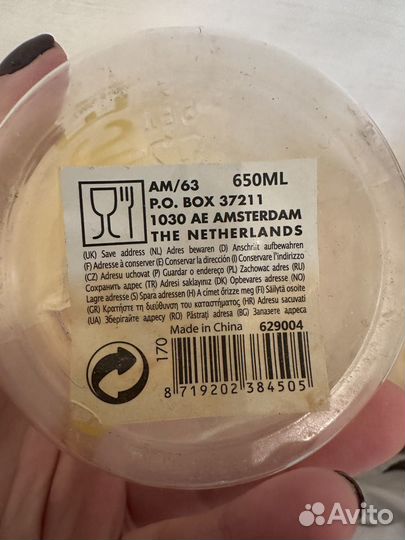 AM/63 650ML
P.O. BOX 37211
1030 AE AMSTERDAM
THE NETHERLANDS
(UK) Save address (NL) Adres bewaren (D) Anschrift aufbewahren
(F) Adresse à conserver (E) Conservar la dirección (I) Conservare l'indirizzo
(CZ) Adresu uchovat (P) Guardar o endereço (PL) Zachowac adres (RU)
Сохранить адрес (TR) Adresi saklayınız (DK) Opbevares adresse (NO)
Lagre adresse (S) Spara adressen (H) A címet őrizze meg (FI) Säilytä osoite
(GR) Κρατήστε τη διεύθυνση του κατασκευαστή (HR) Adresu sacuvati
(UA) Зберігайте адресу (RO) Păstrați adresa (BG) Запазете адреса
Made in China 629004
170
8 719202 384505
Avito